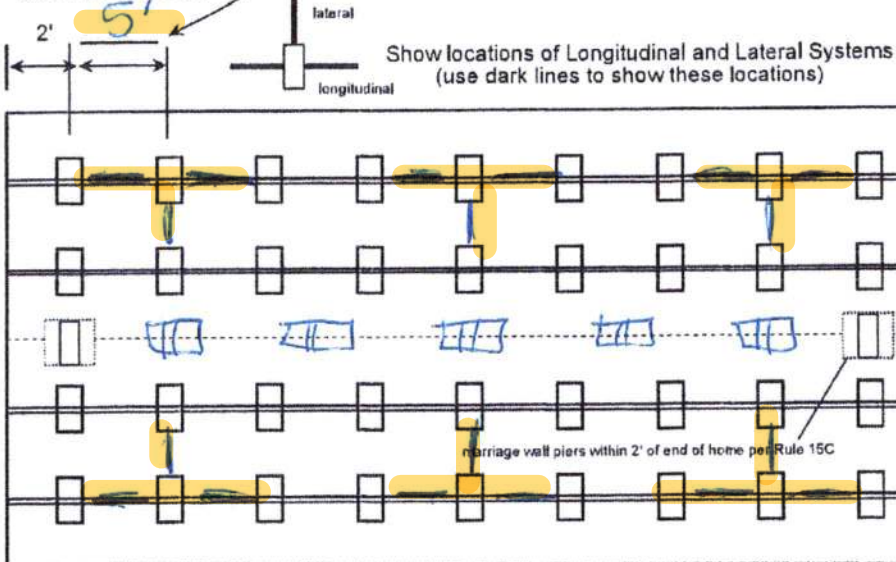 lateral
2'
5'
Show locations of Longitudinal and Lateral Systems
(use dark lines to show these locations)
longitudinal
marriage wall piers within 2' of end of home per Rule 15C